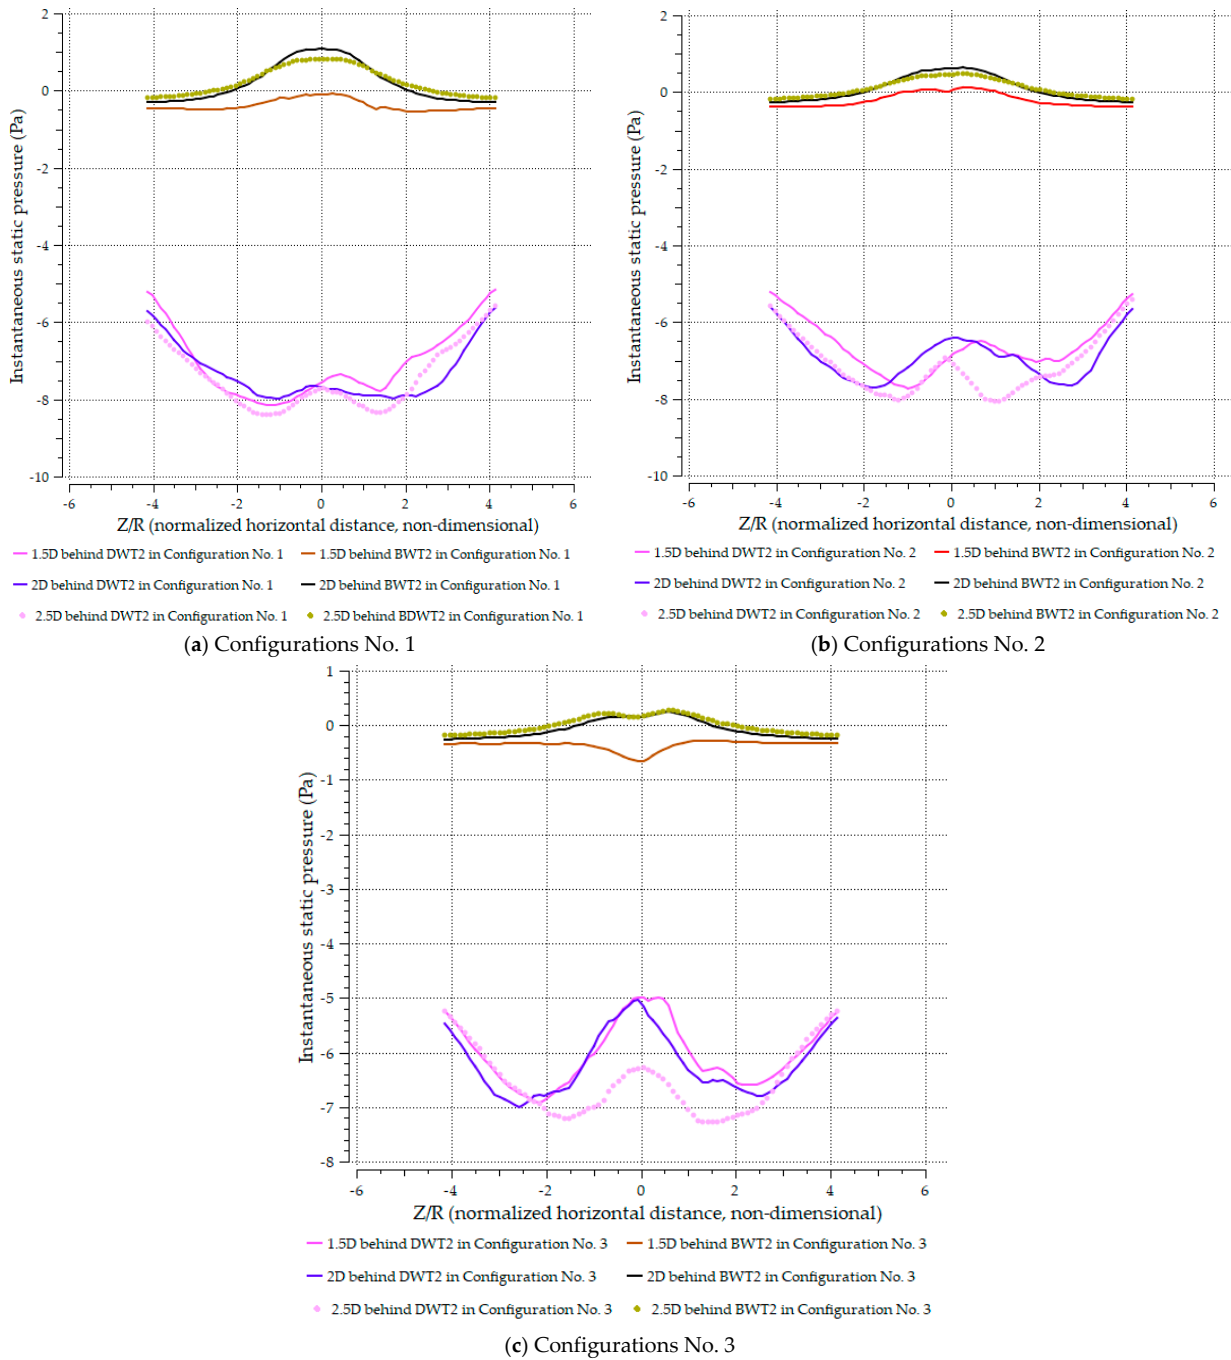 2
0
-2
-4
-6
-8
-10
Instantaneous static pressure (Pa)
-6 -4 -2 0 2 4 6
Z/R (normalized horizontal distance, non-dimensional)
1.5D behind DWT2 in Configuration No. 1 1.5D behind BWT2 in Configuration No. 1
2D behind DWT2 in Configuration No. 1 2D behind BWT2 in Configuration No. 1
2.5D behind DWT2 in Configuration No. 1 2.5D behind BDWT2 in Configuration No. 1
(a) Configurations No. 1
2
0
-2
-4
-6
-8
-10
Instantaneous static pressure (Pa)
-6 -4 -2 0 2 4 6
Z/R (normalized horizontal distance, non-dimensional)
1.5D behind DWT2 in Configuration No. 2 1.5D behind BWT2 in Configuration No. 2
2D behind DWT2 in Configuration No. 2 2D behind BWT2 in Configuration No. 2
2.5D behind DWT2 in Configuration No. 2 2.5D behind BWT2 in Configuration No. 2
(b) Configurations No. 2
1
0
-1
-2
-3
-4
-5
-6
-7
-8
Instantaneous static pressure (Pa)
-6 -4 -2 0 2 4 6
Z/R (normalized horizontal distance, non-dimensional)
1.5D behind DWT2 in Configuration No. 3 1.5D behind BWT2 in Configuration No. 3
2D behind DWT2 in Configuration No. 3 2D behind BWT2 in Configuration No. 3
2.5D behind DWT2 in Configuration No. 3 2.5D behind BWT2 in Configuration No. 3
(c) Configurations No. 3